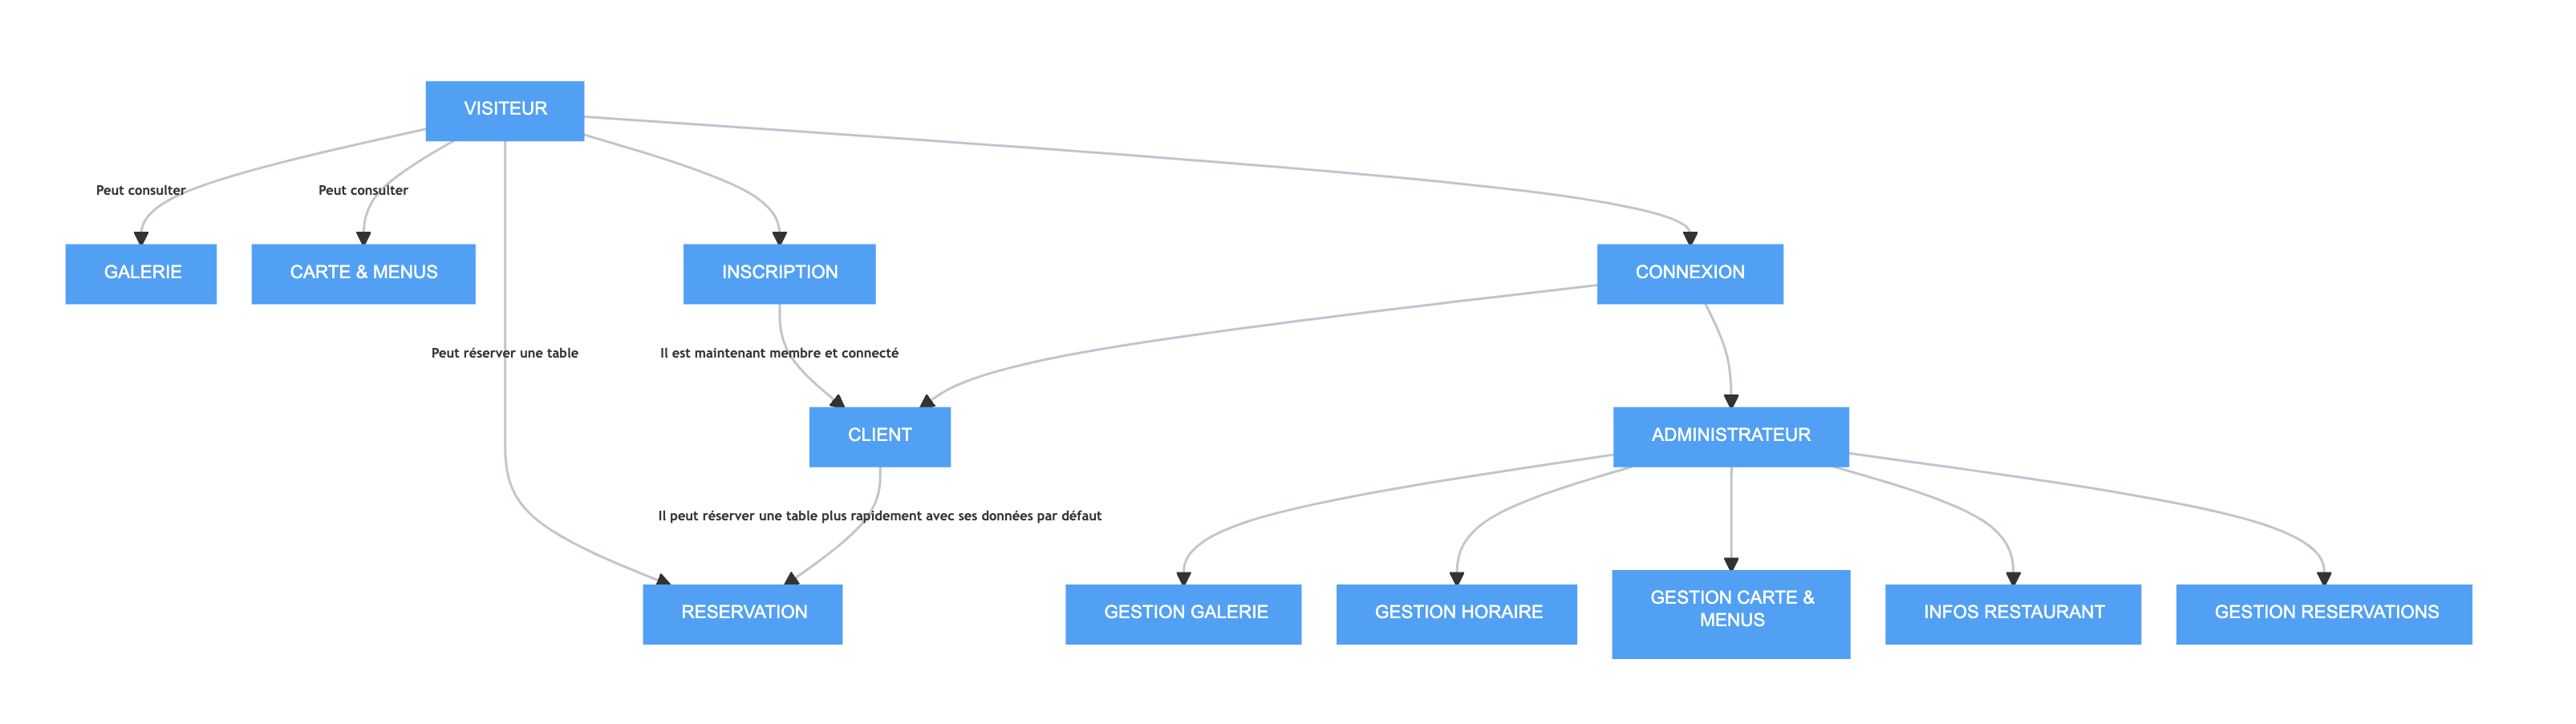 VISITEUR
Peut consulter
Peut consulter
GALERIE
CARTE & MENUS
INSCRIPTION
CONNEXION
Peut réserver une table
Il est maintenant membre et connecté
CLIENT
ADMINISTRATEUR
Il peut réserver une table plus rapidement avec ses données par défaut
RESERVATION
GESTION GALERIE
GESTION HORAIRE
GESTION CARTE &
MENUS
INFOS RESTAURANT
GESTION RESERVATIONS